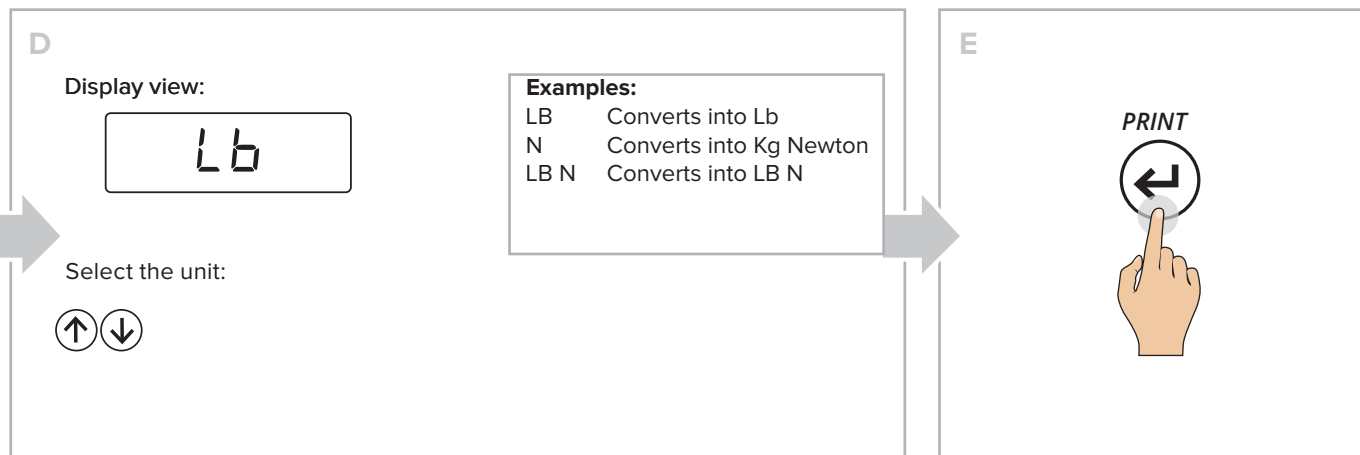 D
Display view:
Lb
Select the unit:
Examples:
LB Converts into Lb
N Converts into Kg Newton
LB N Converts into LB N
E
PRINT